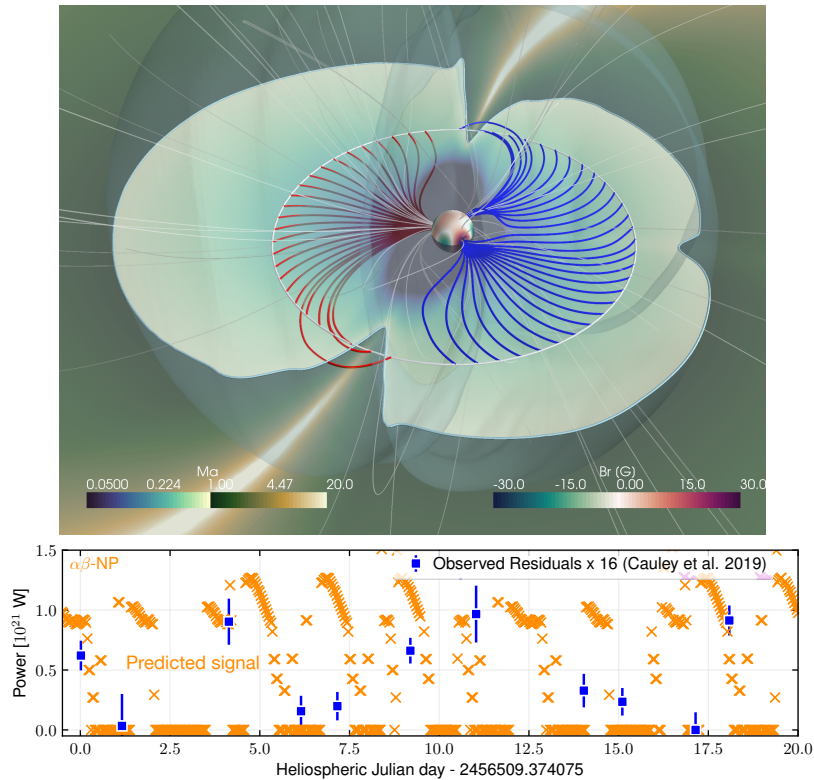 Ma
0.0500 0.224 1.00 4.47 20.0
Br (G)
-30.0 -15.0 0.00 15.0 30.0
αβ-NP
Observed Residuals x 16 (Cauley et al. 2019)
Predicted signal
Power [10²¹ W]
1.5
1.0
0.5
0.0
0.0 2.5 5.0 7.5 10.0 12.5 15.0 17.5 20.0
Heliospheric Julian day - 2456509.374075